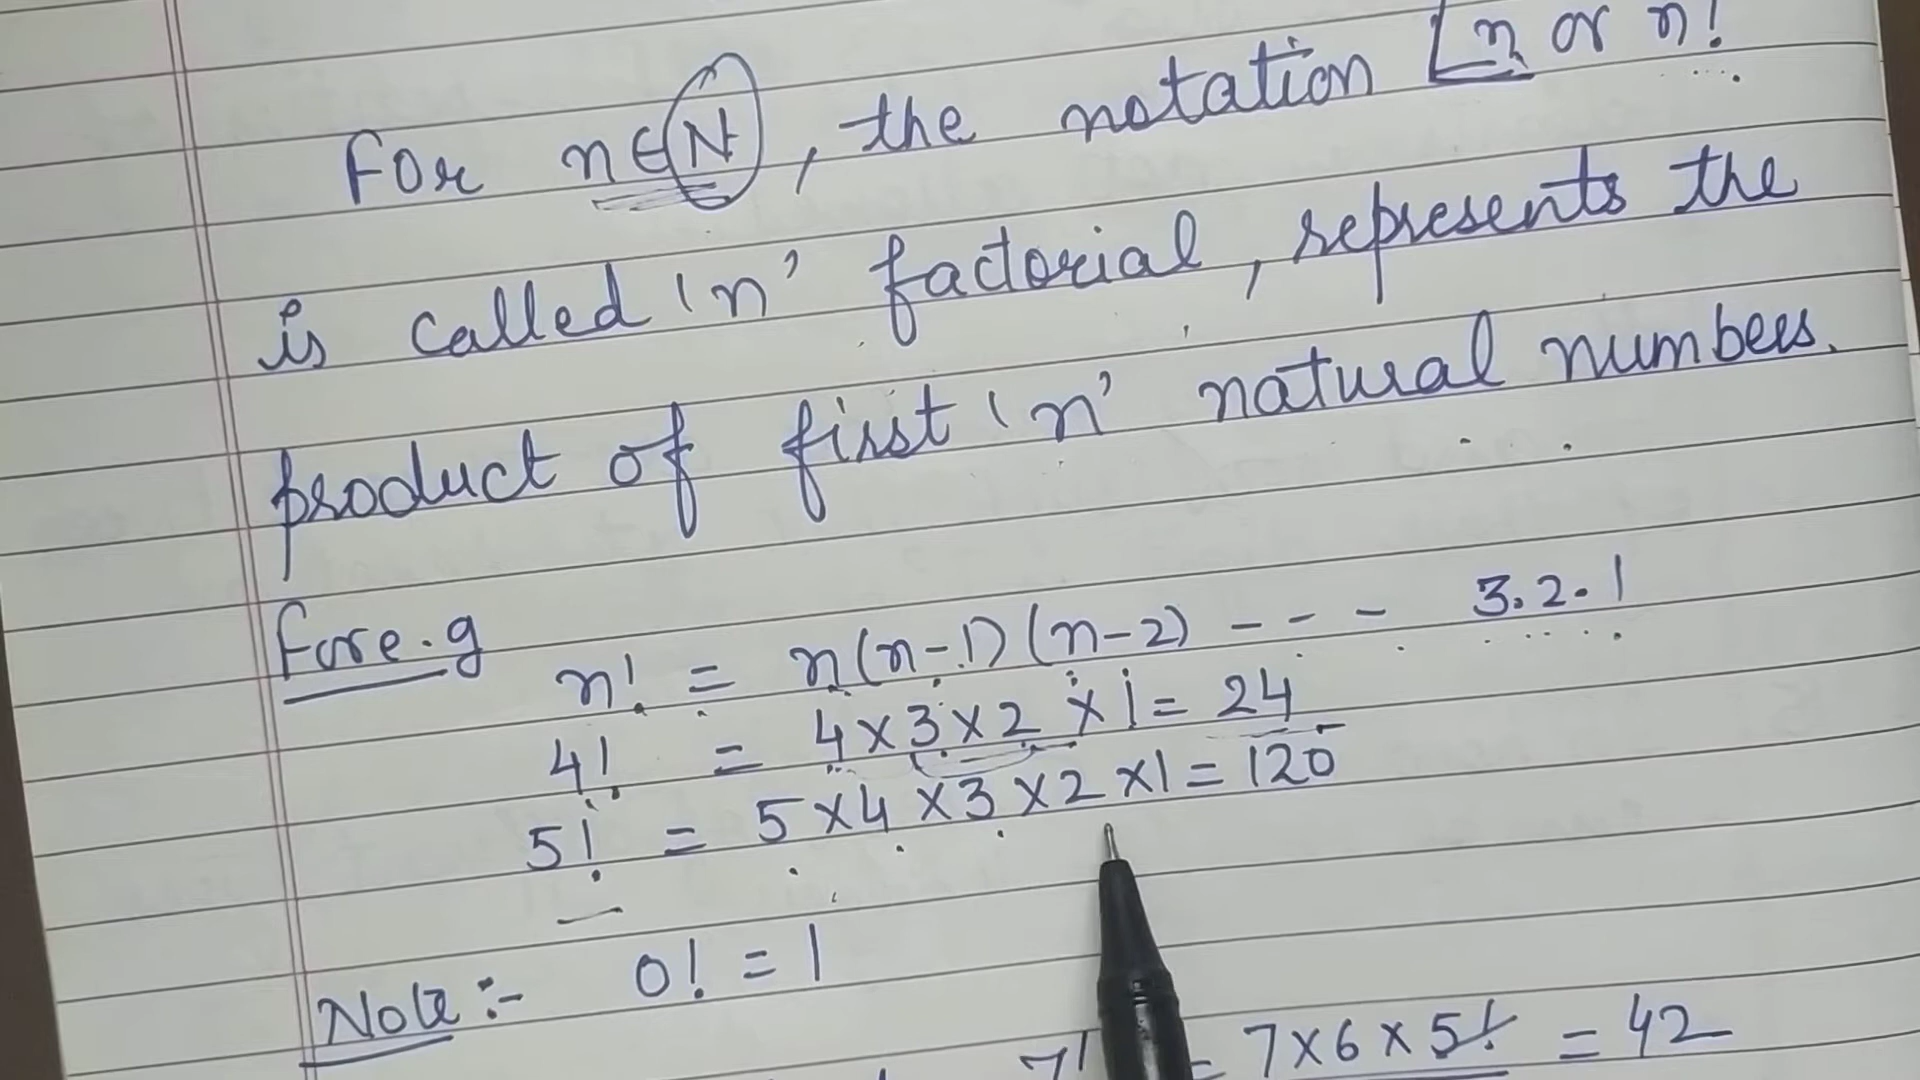 For n∈N, the notation ⌊n or n!
is called 'n' factorial, represents the
product of first 'n' natural numbers.
For e.g
n! = n(n-1)(n-2) - - - 3.2.1
4! = 4×3×2×1 = 24
5! = 5×4×3×2×1 = 120
Note:- 0! = 1
7! = 7×6×5! = 42